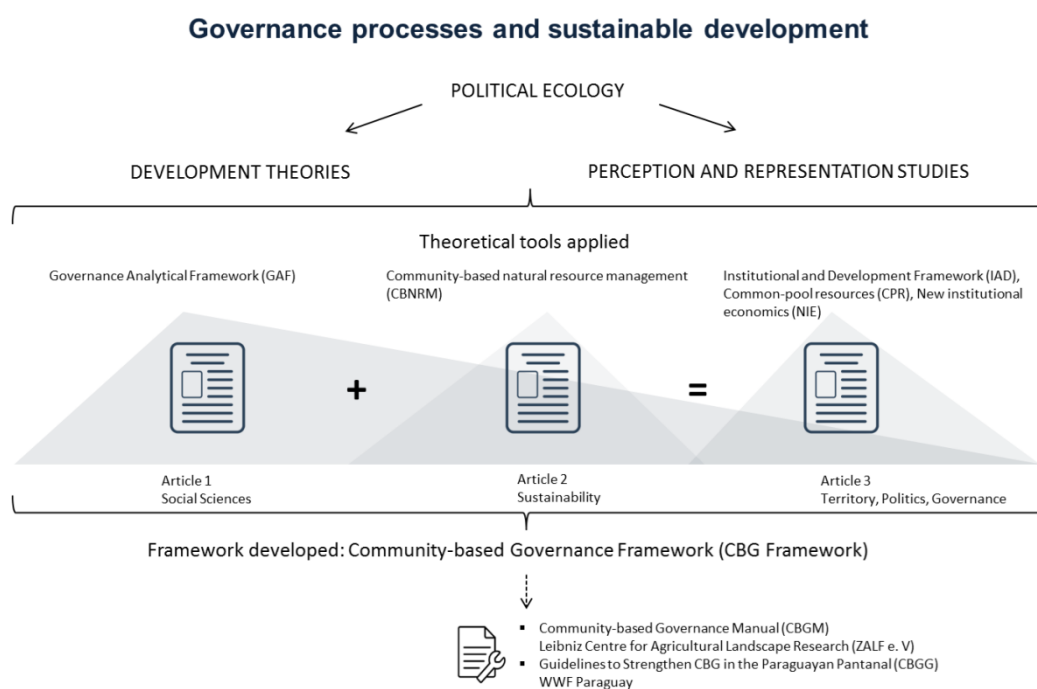 Governance processes and sustainable development
POLITICAL ECOLOGY
DEVELOPMENT THEORIES
PERCEPTION AND REPRESENTATION STUDIES
Theoretical tools applied
Governance Analytical Framework (GAF)
Community-based natural resource management
(CBNRM)
Institutional and Development Framework (IAD),
Common-pool resources (CPR), New institutional
economics (NIE)
+
=
Article 1
Social Sciences
Article 2
Sustainability
Article 3
Territory, Politics, Governance
Framework developed: Community-based Governance Framework (CBG Framework)
▪ Community-based Governance Manual (CBGM)
Leibniz Centre for Agricultural Landscape Research (ZALF e. V)
▪ Guidelines to Strengthen CBG in the Paraguayan Pantanal (CBGG)
WWF Paraguay